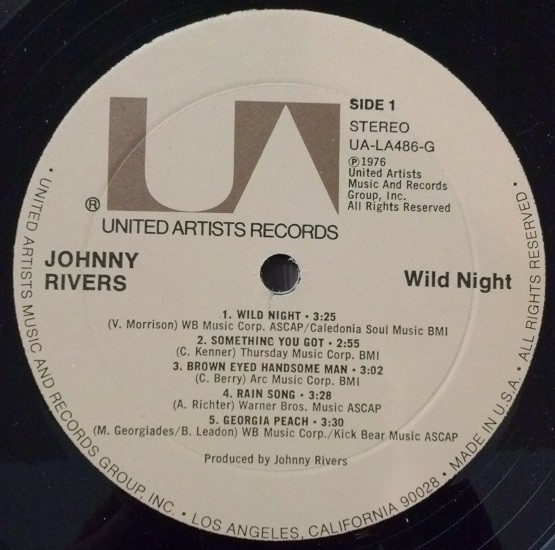 UA
SIDE 1
STEREO
UA-LA486-G
℗1976
United Artists
Music And Records
Group, Inc.
All Rights Reserved
®
UNITED ARTISTS RECORDS
JOHNNY
RIVERS
Wild Night
1. WILD NIGHT • 3:25
(V. Morrison) WB Music Corp. ASCAP/Caledonia Soul Music BMI
2. SOMETHING YOU GOT • 2:55
(C. Kenner) Thursday Music Corp. BMI
3. BROWN EYED HANDSOME MAN • 3:02
(C. Berry) Arc Music Corp. BMI
4. RAIN SONG • 3:28
(A. Richter) Warner Bros. Music ASCAP
5. GEORGIA PEACH • 3:30
(M. Georgiades/B. Leadon) WB Music Corp./Kick Bear Music ASCAP
Produced by Johnny Rivers
• UNITED ARTISTS MUSIC AND RECORDS GROUP, INC. • LOS ANGELES, CALIFORNIA 90028 • MADE IN U.S.A. • ALL RIGHTS RESERVED •